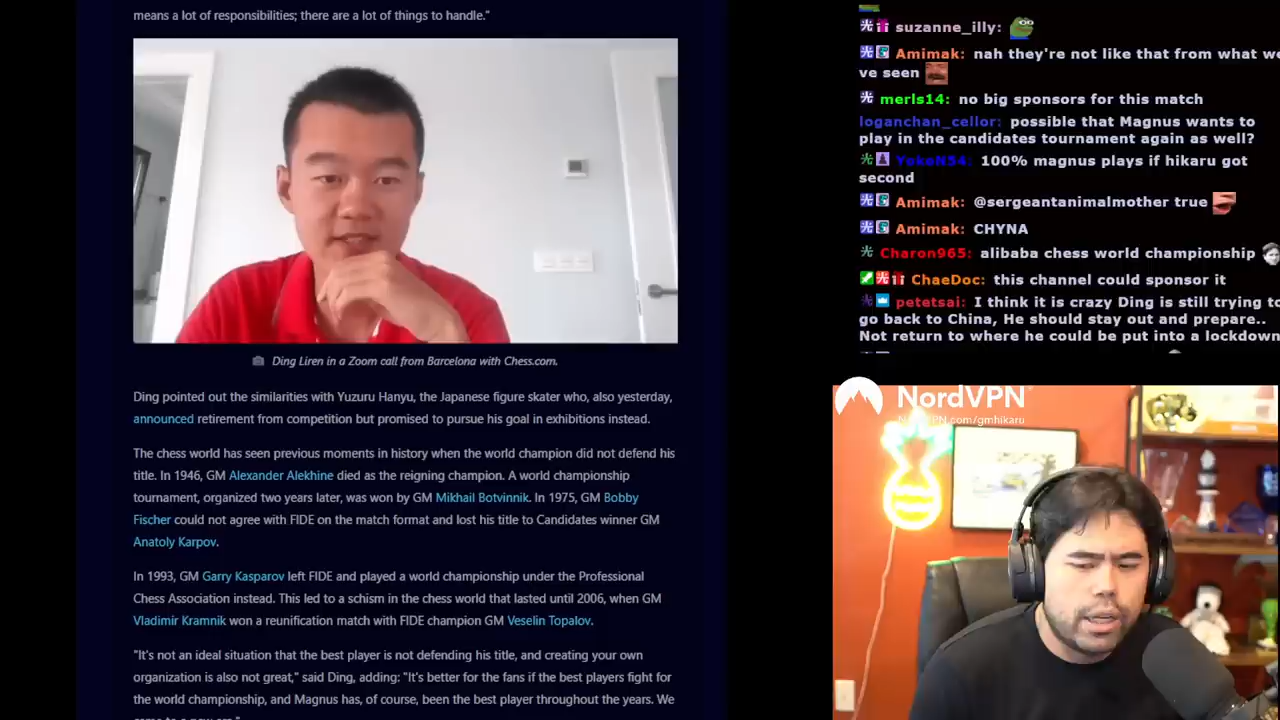 means a lot of responsibilities; there are a lot of things to handle."
Ding Liren in a Zoom call from Barcelona with Chess.com.
Ding pointed out the similarities with Yuzuru Hanyu, the Japanese figure skater who, also yesterday,
announced retirement from competition but promised to pursue his goal in exhibitions instead.
The chess world has seen previous moments in history when the world champion did not defend his
title. In 1946, GM Alexander Alekhine died as the reigning champion. A world championship
tournament, organized two years later, was won by GM Mikhail Botvinnik. In 1975, GM Bobby
Fischer could not agree with FIDE on the match format and lost his title to Candidates winner GM
Anatoly Karpov.
In 1993, GM Garry Kasparov left FIDE and played a world championship under the Professional
Chess Association instead. This led to a schism in the chess world that lasted until 2006, when GM
Vladimir Kramnik won a reunification match with FIDE champion GM Veselin Topalov.
"It's not an ideal situation that the best player is not defending his title, and creating your own
organization is also not great," said Ding, adding: "It's better for the fans if the best players fight for
the world championship, and Magnus has, of course, been the best player throughout the years. We
suzanne_illy:
Amimak: nah they're not like that from what we
ve seen
merls14: no big sponsors for this match
loganchan_cellor: possible that Magnus wants to
play in the candidates tournament again as well?
YokoN54: 100% magnus plays if hikaru got
second
Amimak: @sergeantanimalmother true
Amimak: CHYNA
Charon965: alibaba chess world championship
ChaeDoc: this channel could sponsor it
petetsai: I think it is crazy Ding is still trying to
go back to China, He should stay out and prepare..
Not return to where he could be put into a lockdown
NordVPN
NordVPN.com/gmhikaru